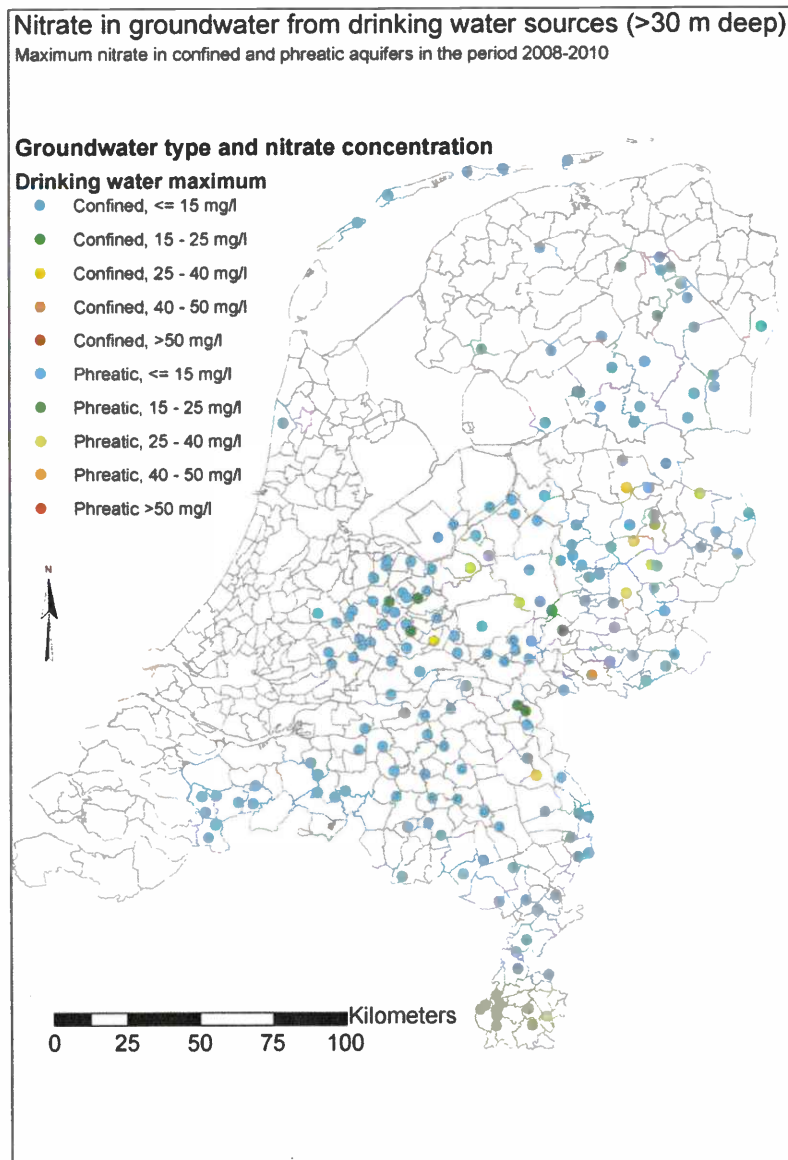 Nitrate in groundwater from drinking water sources (>30 m deep)
Maximum nitrate in confined and phreatic aquifers in the period 2008-2010
Groundwater type and nitrate concentration
Drinking water maximum
Confined, <= 15 mg/l
Confined, 15 - 25 mg/l
Confined, 25 - 40 mg/l
Confined, 40 - 50 mg/l
Confined, >50 mg/l
Phreatic, <= 15 mg/l
Phreatic, 15 - 25 mg/l
Phreatic, 25 - 40 mg/l
Phreatic, 40 - 50 mg/l
Phreatic >50 mg/l
N
Kilometers
0 25 50 75 100